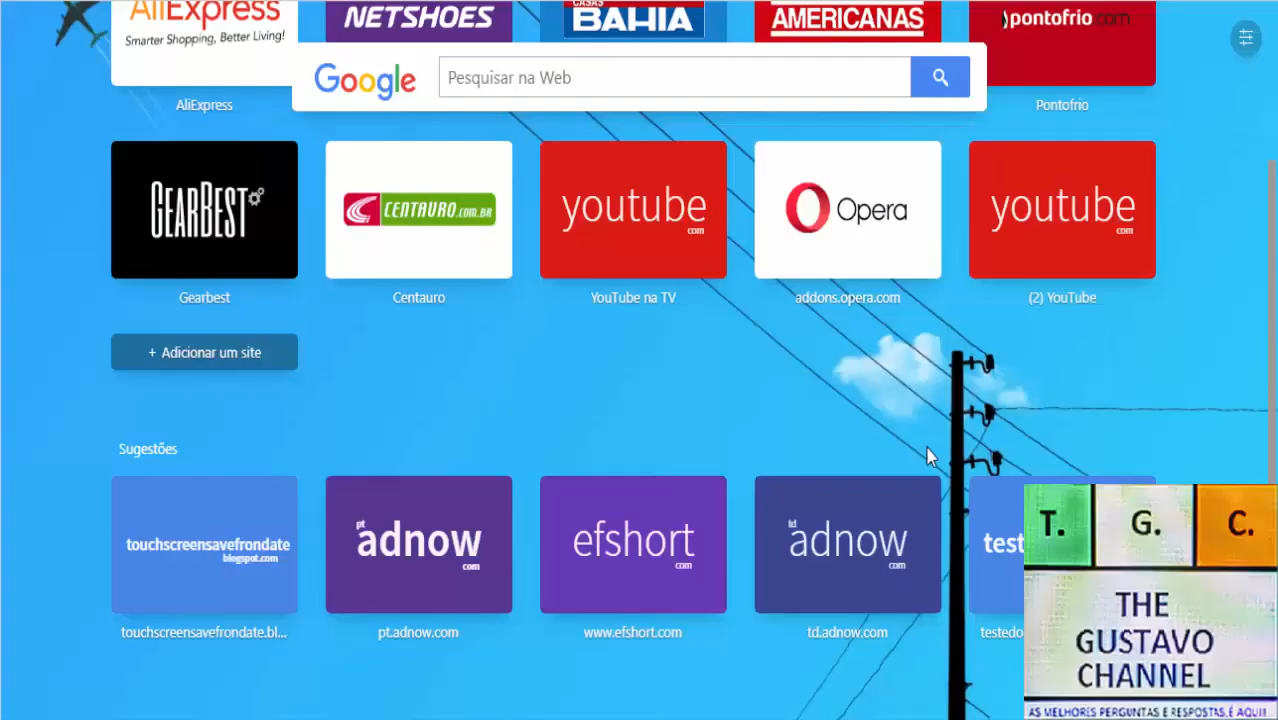 AliExpress
Smarter Shopping, Better Living!
NETSHOES
CASAS
BAHIA
AMERICANAS
pontofrio.com
Google
Pesquisar na Web
AliExpress
Pontofrio
GEARBEST
CENTAURO.COM.BR
youtube
com
Opera
youtube
com
Gearbest
Centauro
YouTube na TV
addons.opera.com
(2) YouTube
+ Adicionar um site
Sugestões
touchscreensavefrondate
blogspot.com
pt
adnow
com
efshort
com
td
adnow
com
test
touchscreensavefrondate.bl...
pt.adnow.com
www.efshort.com
td.adnow.com
testedo
T. G. C.
THE
GUSTAVO
CHANNEL
AS MELHORES PERGUNTAS E RESPOSTAS,É AQUI!